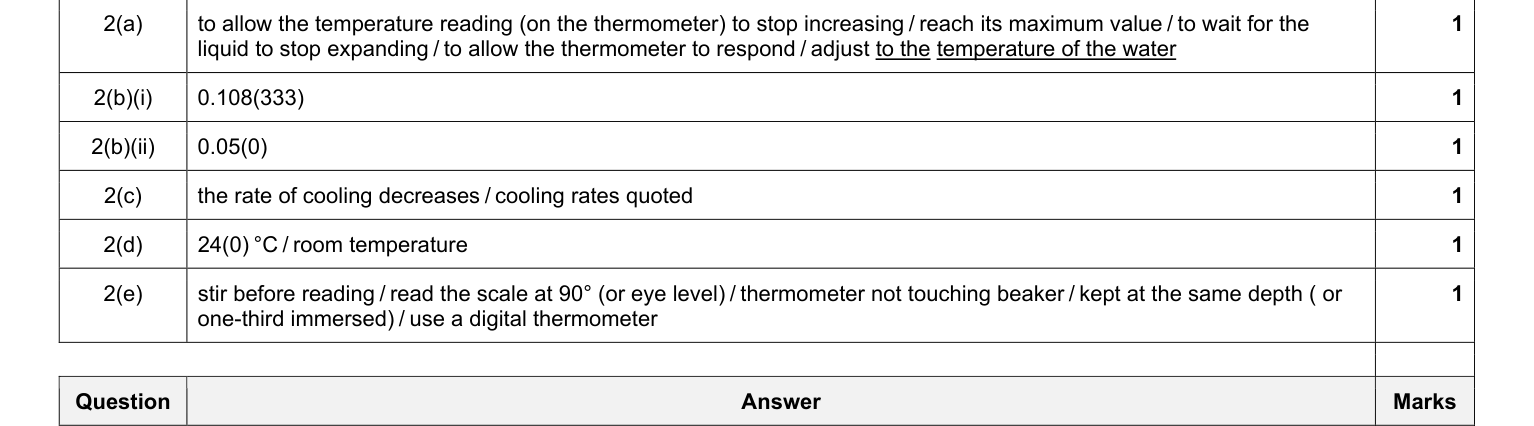 2(a) to allow the temperature reading (on the thermometer) to stop increasing / reach its maximum value / to wait for the 1
liquid to stop expanding / to allow the thermometer to respond / adjust to the temperature of the water
2(b)(i) 0.108(333) 1
2(b)(ii) 0.05(0) 1
2(c) the rate of cooling decreases / cooling rates quoted 1
2(d) 24(0) °C / room temperature 1
2(e) stir before reading / read the scale at 90° (or eye level) / thermometer not touching beaker / kept at the same depth ( or 1
one-third immersed) / use a digital thermometer
Question Answer Marks